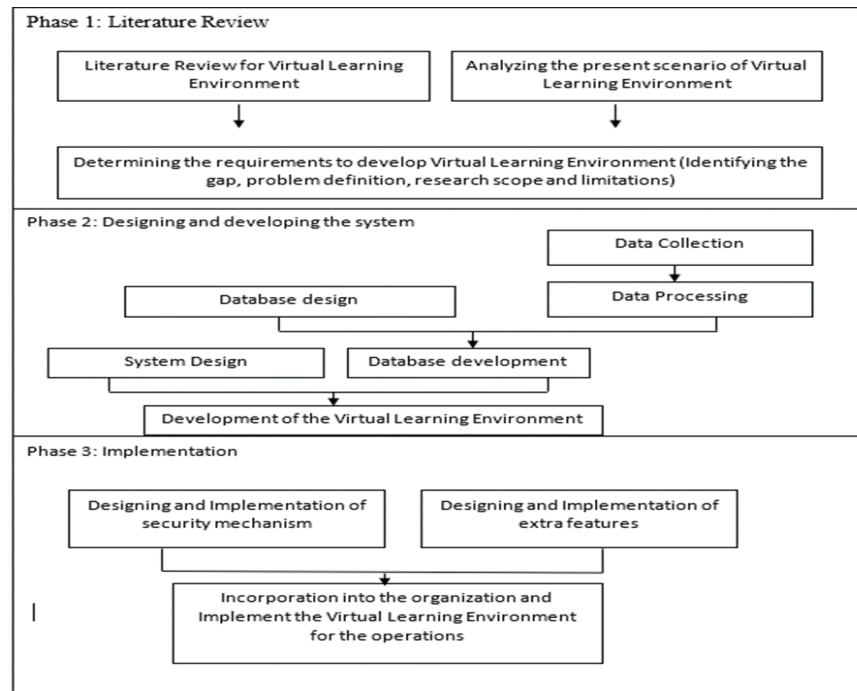 Phase 1: Literature Review
Literature Review for Virtual Learning
Environment
Analyzing the present scenario of Virtual
Learning Environment
Determining the requirements to develop Virtual Learning Environment (Identifying the
gap, problem definition, research scope and limitations)
Phase 2: Designing and developing the system
Data Collection
Database design
Data Processing
System Design
Database development
Development of the Virtual Learning Environment
Phase 3: Implementation
Designing and Implementation of
security mechanism
Designing and Implementation of
extra features
Incorporation into the organization and
Implement the Virtual Learning Environment
for the operations